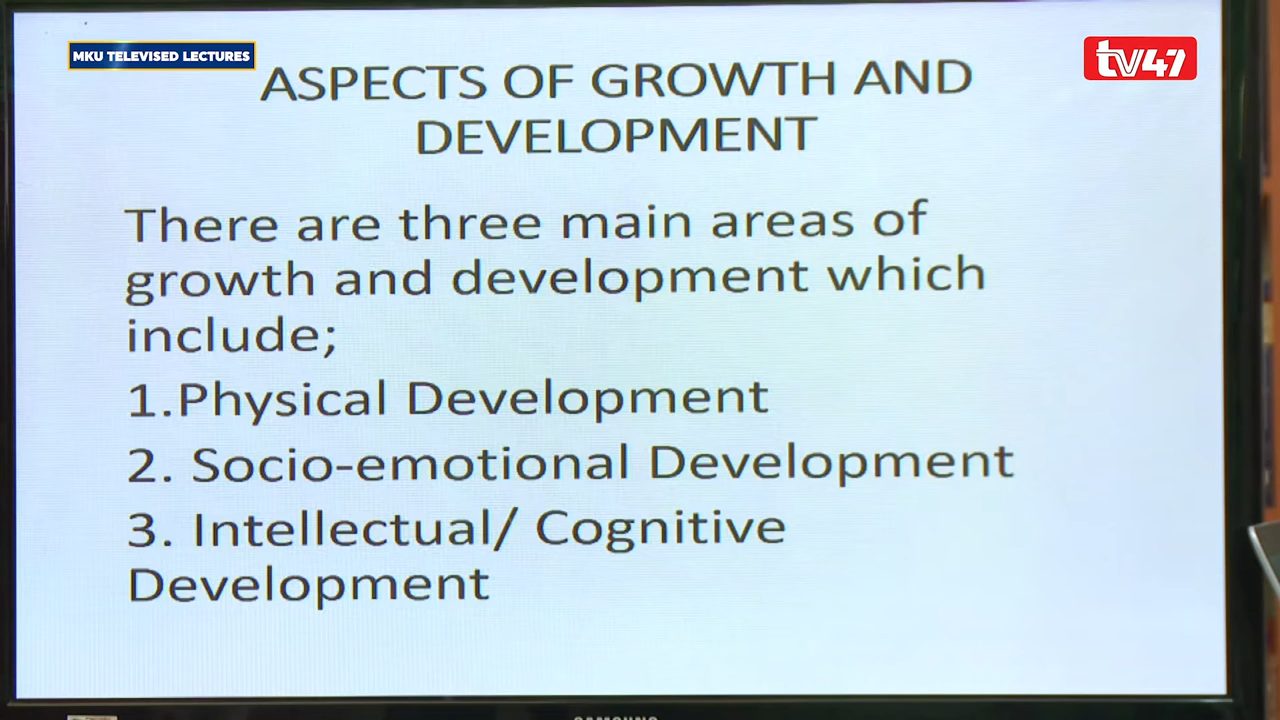 MKU TELEVISED LECTURES
tv47
ASPECTS OF GROWTH AND
DEVELOPMENT
There are three main areas of
growth and development which
include;
1.Physical Development
2. Socio-emotional Development
3. Intellectual/ Cognitive
Development
SAMSUNG